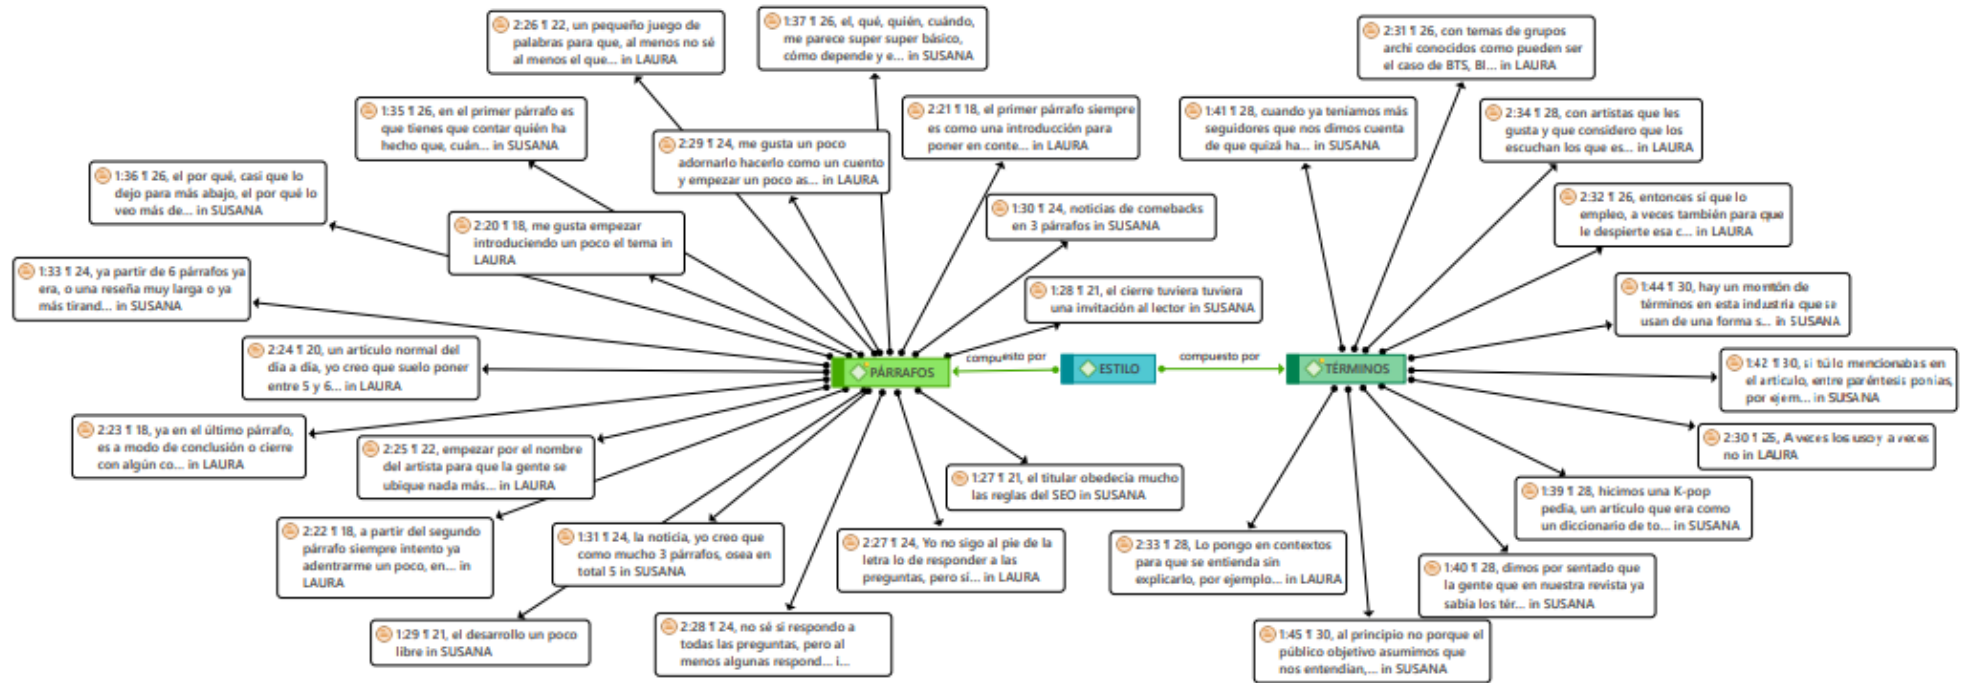 2:26 ¶ 22, un pequeño juego de
palabras para que, al menos no sé
al menos el que... in LAURA
1:37 ¶ 26, el, qué, quién, cuándo,
me parece super super básico,
cómo depende y e... in SUSANA
2:31 ¶ 26, con temas de grupos
archi conocidos como pueden ser
el caso de BTS, Bl... in LAURA
1:35 ¶ 26, en el primer párrafo es
que tienes que contar quién ha
hecho que, cuán... in SUSANA
2:29 ¶ 24, me gusta un poco
adornarlo hacerlo como un cuento
y empezar un poco as... in LAURA
2:21 ¶ 18, el primer párrafo siempre
es como una introducción para
poner en conte... in LAURA
1:41 ¶ 28, cuando ya teníamos más
seguidores que nos dimos cuenta
de que quizá ha... in SUSANA
2:34 ¶ 28, con artistas que les
gusta y que considero que los
escuchan los que es... in LAURA
1:36 ¶ 26, el por qué, casi que lo
dejo para más abajo, el por qué lo
veo más de... in SUSANA
2:20 ¶ 18, me gusta empezar
introduciendo un poco el tema in
LAURA
1:30 ¶ 24, noticias de comebacks
en 3 párrafos in SUSANA
2:32 ¶ 26, entonces sí que lo
empleo, a veces también para que
le despierte esa c... in LAURA
1:33 ¶ 24, ya partir de 6 párrafos ya
era, o una reseña muy larga o ya
más tirand... in SUSANA
1:28 ¶ 21, el cierre tuviera tuviera
una invitación al lector in SUSANA
1:44 ¶ 30, hay un montón de
términos en esta industria que se
usan de una forma s... in SUSANA
2:24 ¶ 20, un artículo normal del
día a día, yo creo que suelo poner
entre 5 y 6... in LAURA
PÁRRAFOS
compuesto por
ESTILO
compuesto por
TÉRMINOS
1:42 ¶ 30, si tú lo mencionabas en
el artículo, entre paréntesis ponías,
por ejem... in SUSANA
2:23 ¶ 18, ya en el último párrafo,
es a modo de conclusión o cierre
con algún co... in LAURA
2:25 ¶ 22, empezar por el nombre
del artista para que la gente se
ubique nada más... in LAURA
1:27 ¶ 21, el titular obedecía mucho
las reglas del SEO in SUSANA
2:30 ¶ 26, A veces los uso y a veces
no in LAURA
1:39 ¶ 28, hicimos una K-pop
pedia, un artículo que era como
un diccionario de to... in SUSANA
2:22 ¶ 18, a partir del segundo
párrafo siempre intento ya
adentrarme un poco, en... in
LAURA
1:31 ¶ 24, la noticia, yo creo que
como mucho 3 párrafos, osea en
total 5 in SUSANA
2:27 ¶ 24, Yo no sigo al pie de la
letra lo de responder a las
preguntas, pero sí... in LAURA
2:33 ¶ 28, Lo pongo en contextos
para que se entienda sin
explicarlo, por ejemplo... in LAURA
1:40 ¶ 28, dimos por sentado que
la gente que en nuestra revista ya
sabía los tér... in SUSANA
1:29 ¶ 21, el desarrollo un poco
libre in SUSANA
2:28 ¶ 24, no sé si respondo a
todas las preguntas, pero al
menos algunas respond... i...
1:45 ¶ 30, al principio no porque el
público objetivo asumimos que
nos entendían,... in SUSANA